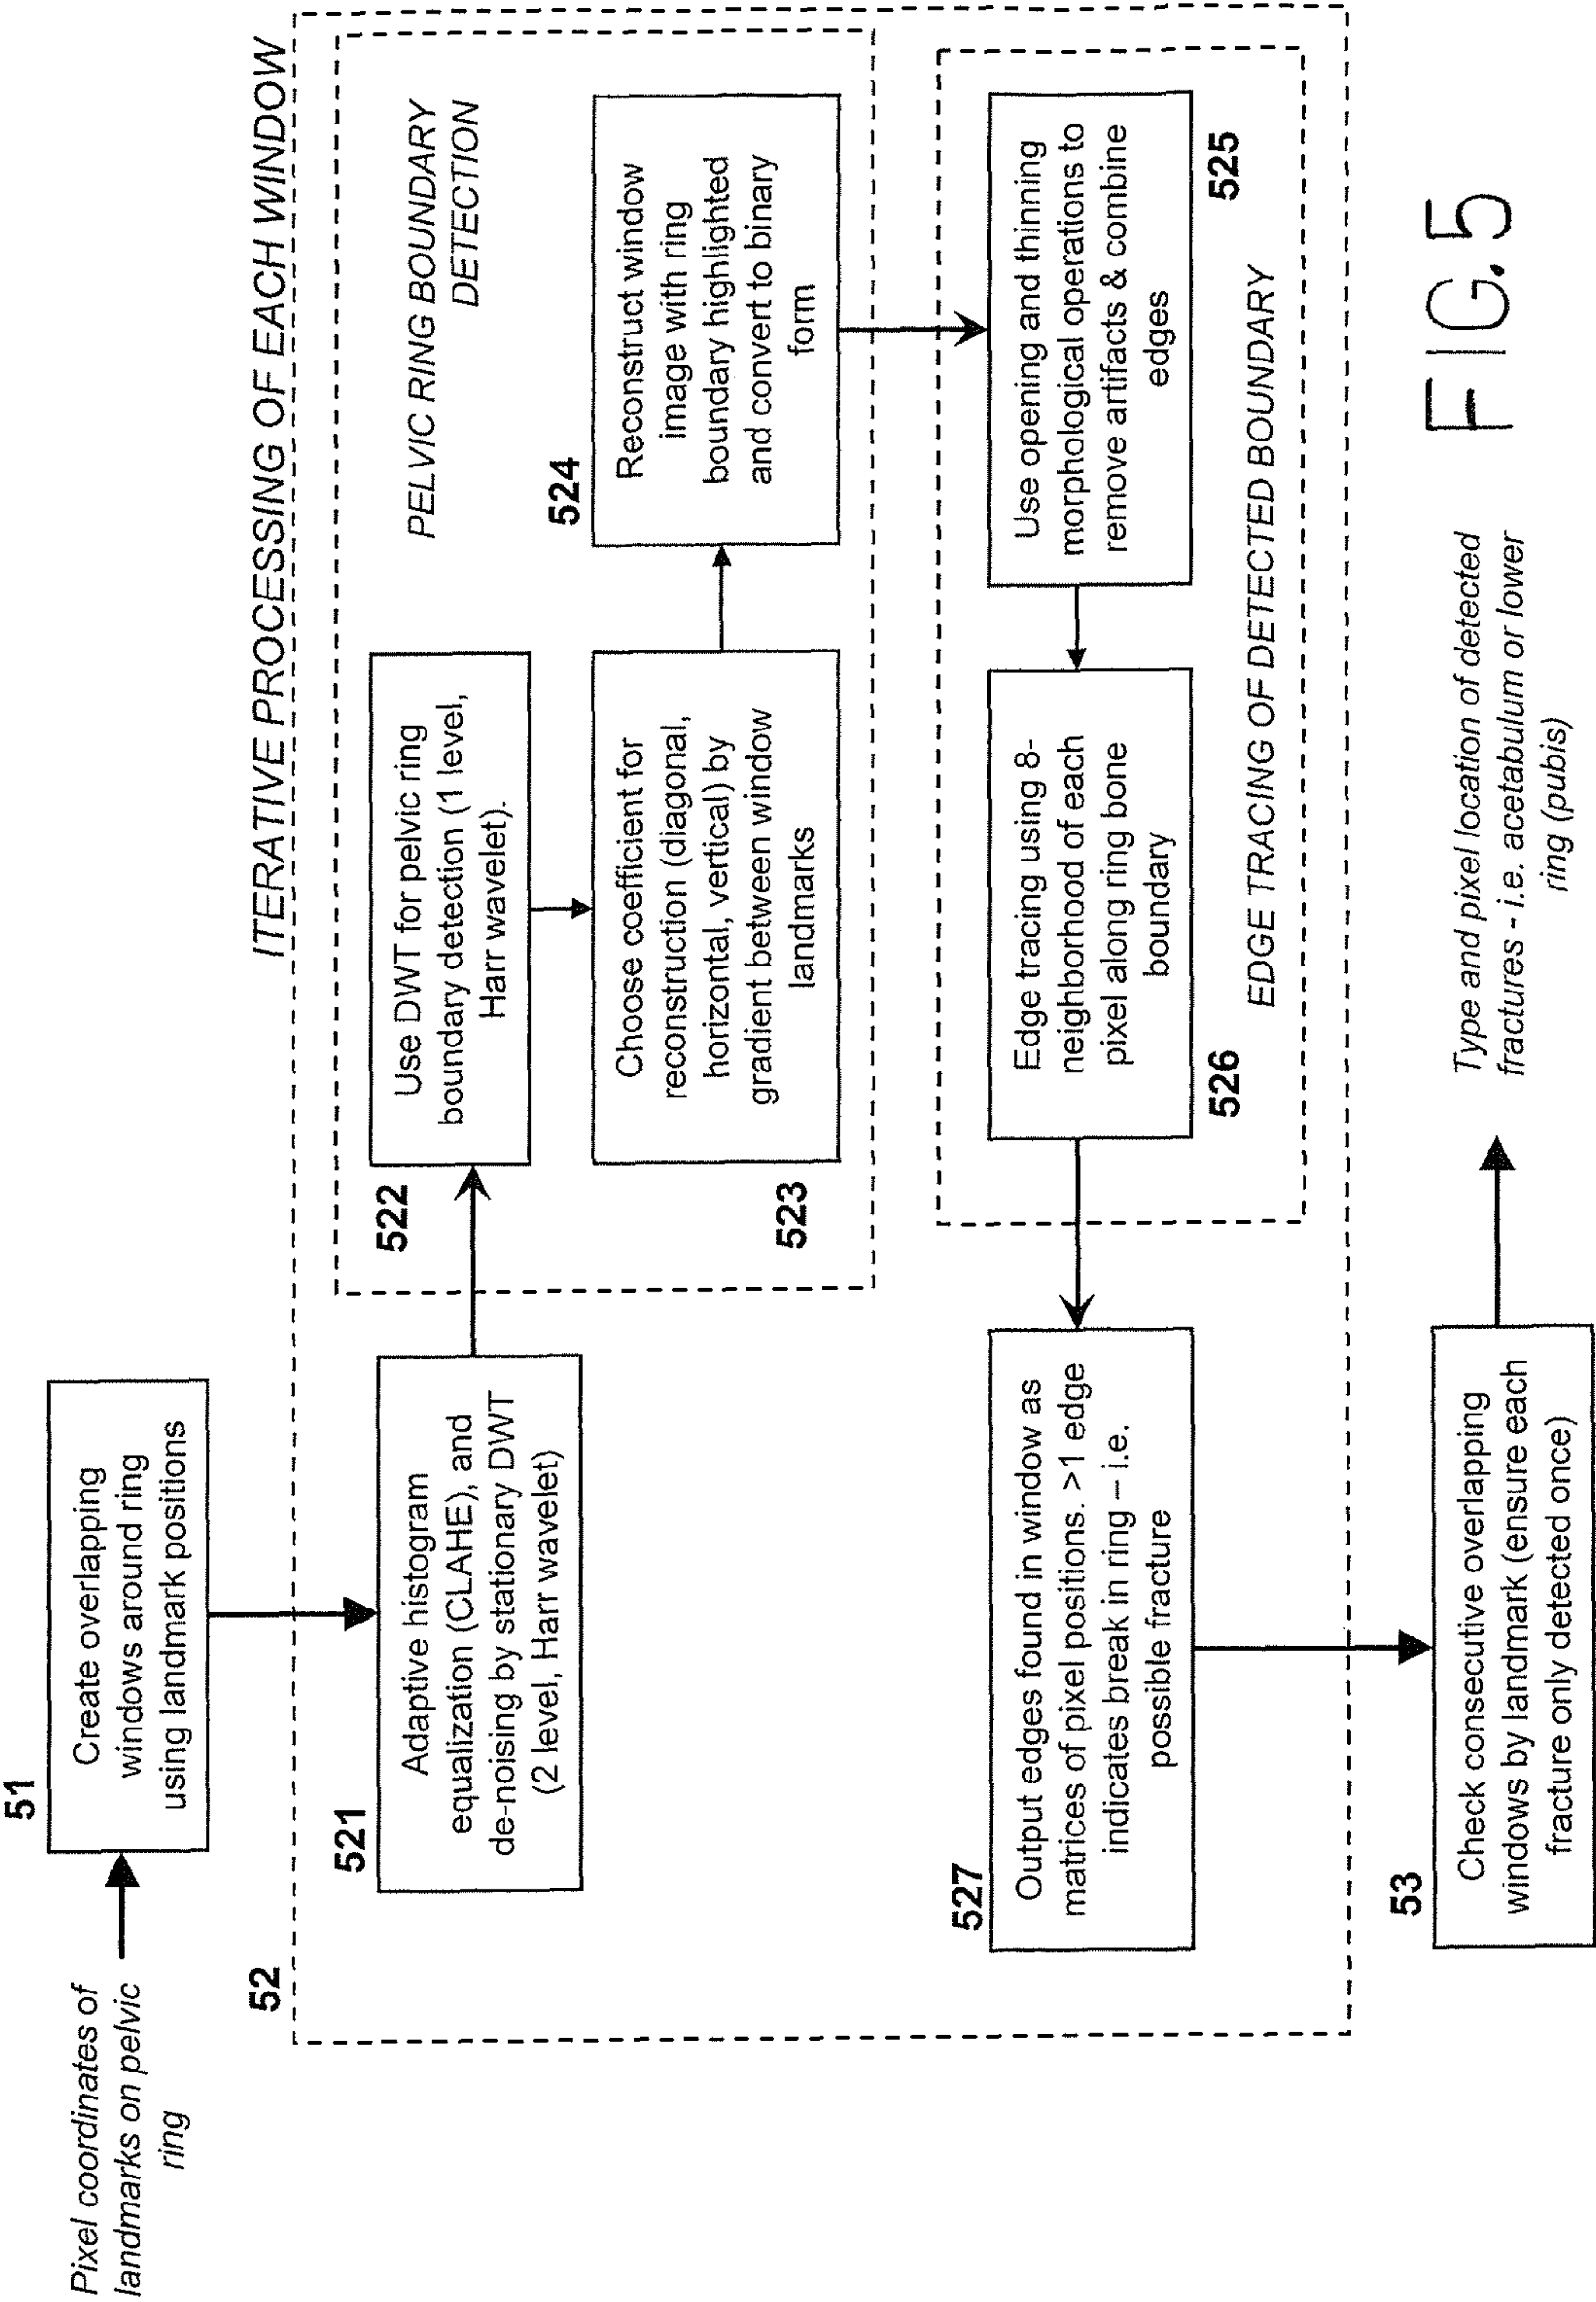 Pixel coordinates of
landmarks on pelvic
ring
51
Create overlapping
windows around ring
using landmark positions
52
ITERATIVE PROCESSING OF EACH WINDOW
521
Adaptive histogram
equalization (CLAHE), and
de-noising by stationary DWT
(2 level, Harr wavelet)
PELVIC RING BOUNDARY
DETECTION
522
Use DWT for pelvic ring
boundary detection (1 level,
Harr wavelet).
523
Choose coefficient for
reconstruction (diagonal,
horizontal, vertical) by
gradient between window
landmarks
524
Reconstruct window
image with ring
boundary highlighted
and convert to binary
form
Use opening and thinning
morphological operations to
remove artifacts & combine
edges
525
Edge tracing using 8-
neighborhood of each
pixel along ring bone
boundary
526
EDGE TRACING OF DETECTED BOUNDARY
527
Output edges found in window as
matrices of pixel positions. >1 edge
indicates break in ring – i.e.
possible fracture
53
Check consecutive overlapping
windows by landmark (ensure each
fracture only detected once)
Type and pixel location of detected
fractures - i.e. acetabulum or lower
ring (pubis)
FIG.5